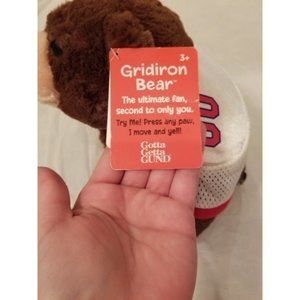 3+
Gridiron
Bear™
The ultimate fan,
second to only you.
Try Me! Press any paw,
I move and yell!
Gotta
Getta
GUND™